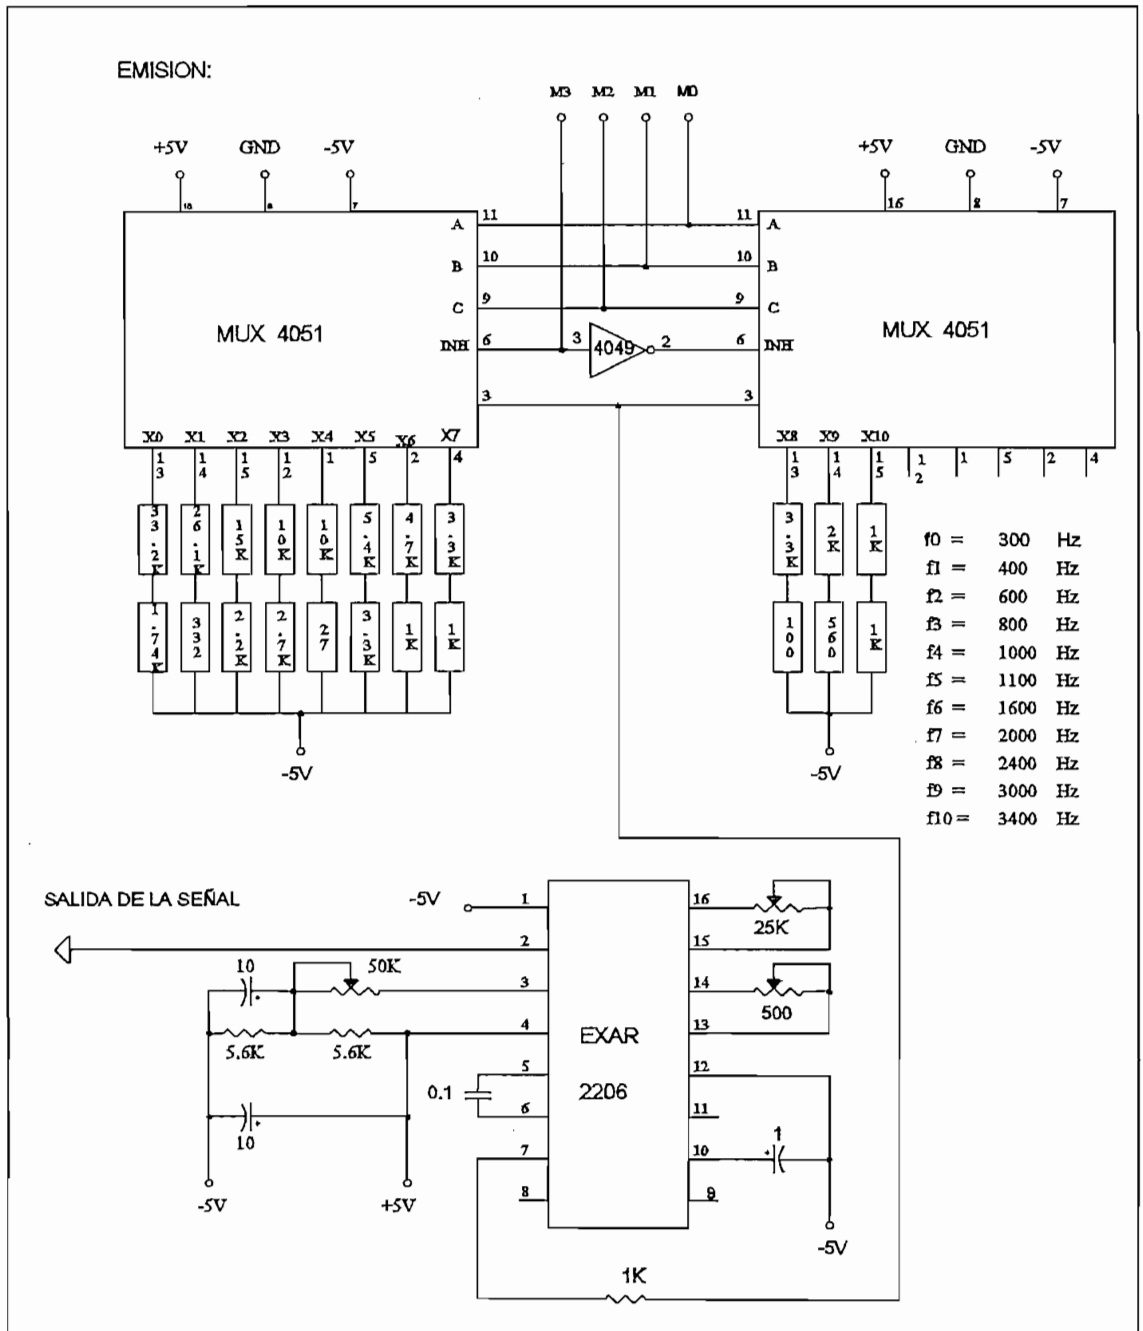 EMISION:
M3 M2 M1 M0
+5V GND -5V
+5V GND -5V
7
16 8 7
A 11
11 A
B 10
10 B
C 9
9 C
INH 6
3 4049 2
6 INH
3
3
MUX 4051
MUX 4051
X0 X1 X2 X3 X4 X5 X6 X7
13 14 15 12 1 5 2 4
X8 X9 X10
13 14 15 12 1 5 2 4
33.2K 26.1K 15K 10K 10K 5.4K 4.7K 3.3K
1.74K 332 2.2K 2.7K 27 3.3K 1K 1K
3.3K 2K 1K
100 560 1K
-5V
-5V
f0 = 300 Hz
f1 = 400 Hz
f2 = 600 Hz
f3 = 800 Hz
f4 = 1000 Hz
f5 = 1100 Hz
f6 = 1600 Hz
f7 = 2000 Hz
f8 = 2400 Hz
f9 = 3000 Hz
f10 = 3400 Hz
SALIDA DE LA SEÑAL
-5V
1
2
3
4
5
6
7
8
16
15
14
13
12
11
10
9
EXAR
2206
25K
500
10
50K
5.6K
5.6K
0.1
10
1
-5V
+5V
-5V
1K